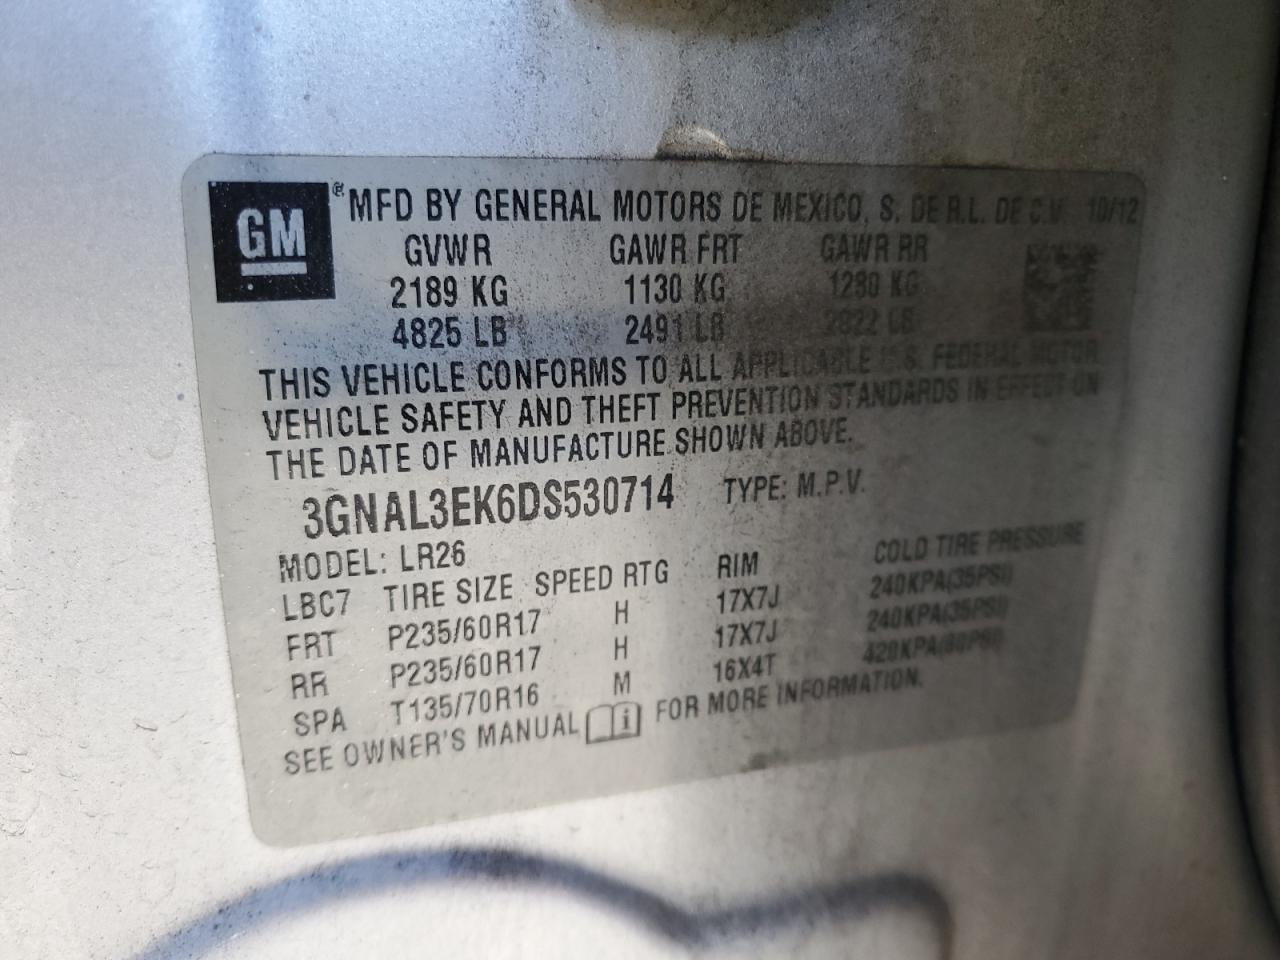 GM ® MFD BY GENERAL MOTORS DE MEXICO, S. DE R.L. DE C.V. 10/12
GVWR GAWR FRT GAWR RR
2189 KG 1130 KG 1280 KG
4825 LB 2491 LB 2822 LB
THIS VEHICLE CONFORMS TO ALL APPLICABLE U.S. FEDERAL MOTOR
VEHICLE SAFETY AND THEFT PREVENTION STANDARDS IN EFFECT ON
THE DATE OF MANUFACTURE SHOWN ABOVE.
3GNAL3EK6DS530714 TYPE: M.P.V.
MODEL: LR26
LBC7 TIRE SIZE SPEED RTG RIM COLD TIRE PRESSURE
FRT P235/60R17 H 17X7J 240KPA(35PSI)
RR P235/60R17 H 17X7J 240KPA(35PSI)
SPA T135/70R16 M 16X4T 420KPA(60PSI)
SEE OWNER'S MANUAL i FOR MORE INFORMATION.